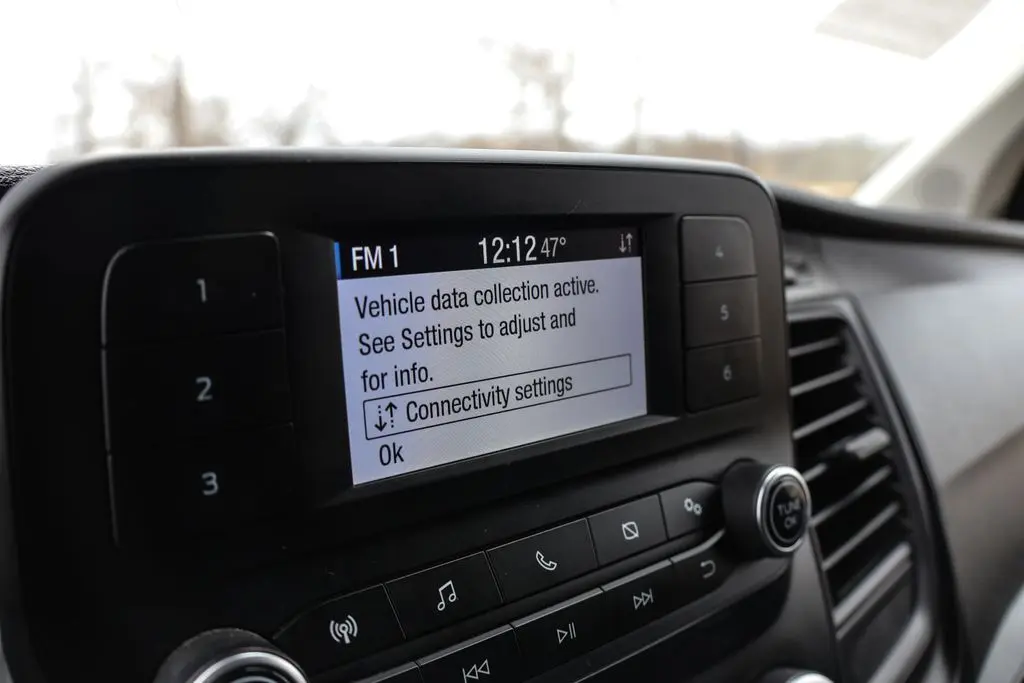 FM 1 12:12 47°
Vehicle data collection active.
See Settings to adjust and
for info.
Connectivity settings
Ok
1
2
3
4
5
6
TUNE
OK